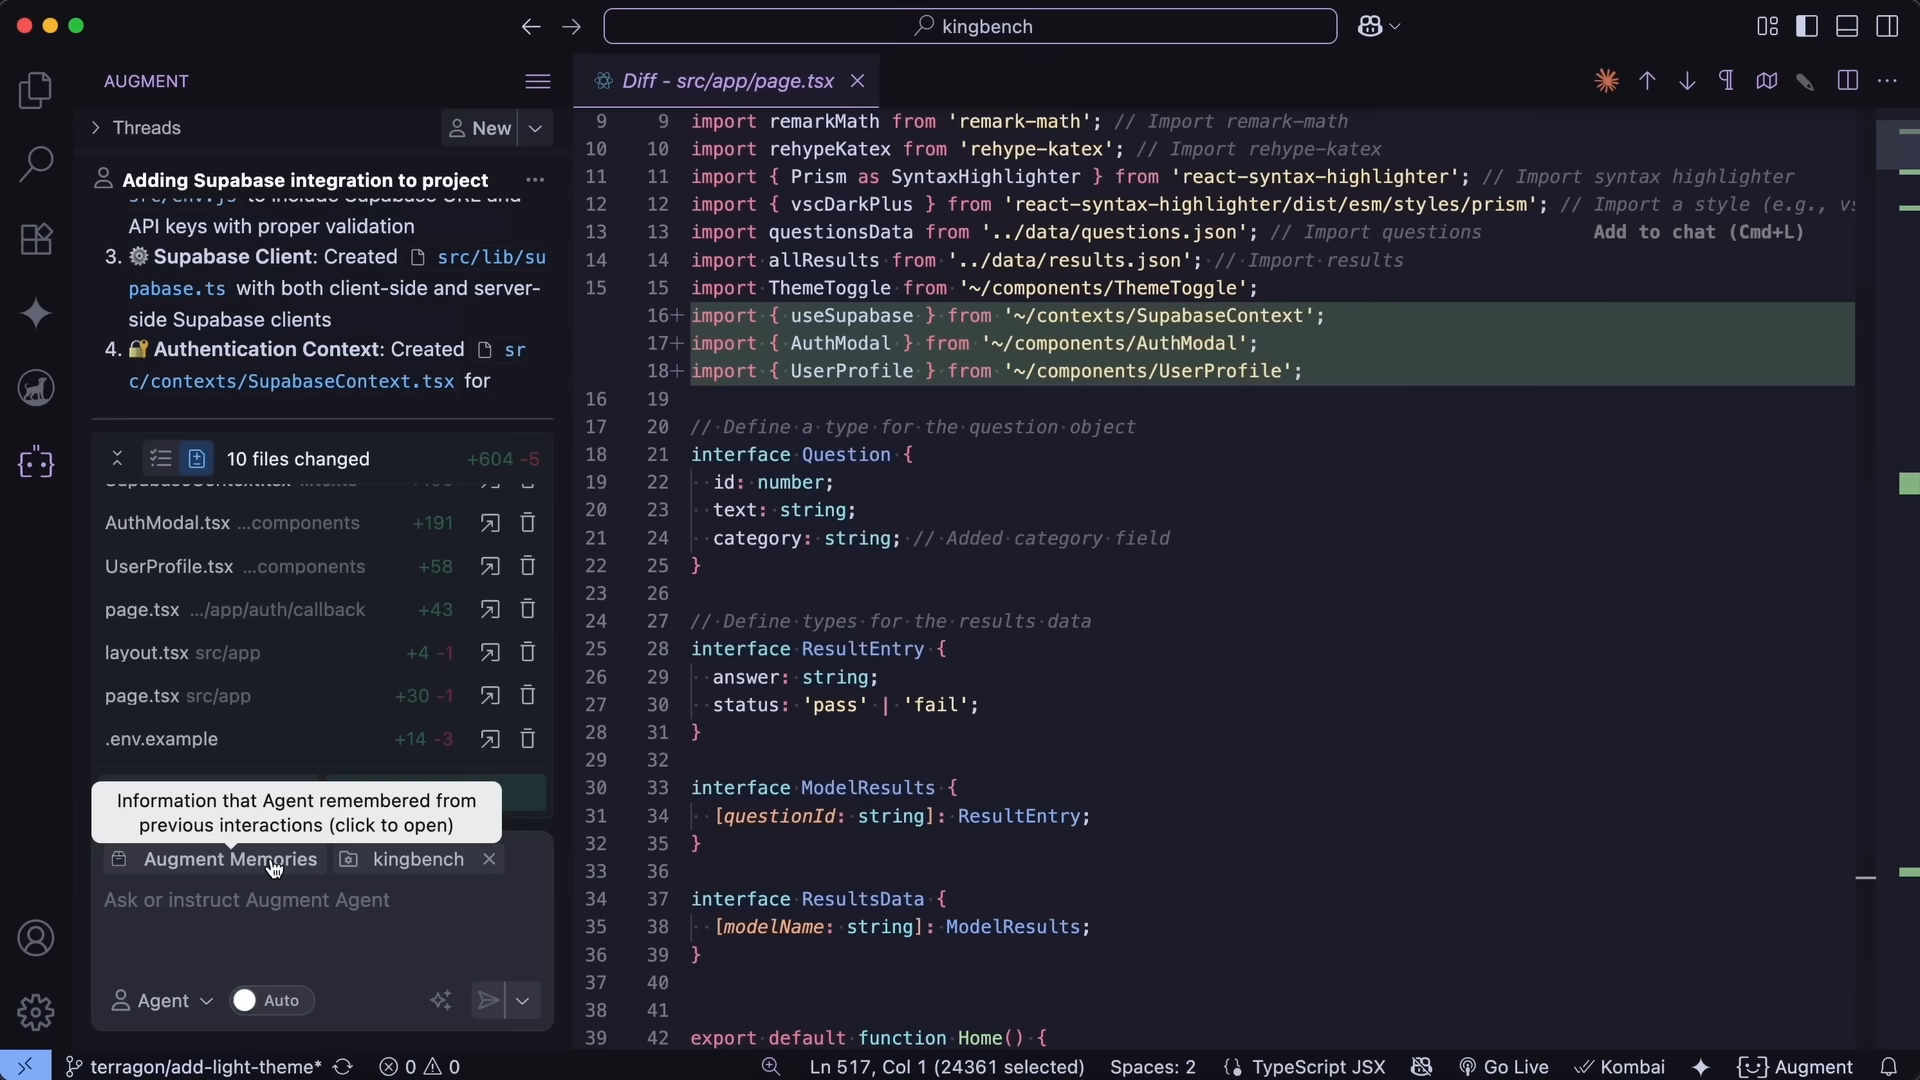 kingbench
AUGMENT
Threads
New
Adding Supabase integration to project
API keys with proper validation
3. Supabase Client: Created src/lib/su
pabase.ts with both client-side and server-
side Supabase clients
4. Authentication Context: Created sr
c/contexts/SupabaseContext.tsx for
10 files changed +604 -5
AuthModal.tsx ...components +191
UserProfile.tsx ...components +58
page.tsx .../app/auth/callback +43
layout.tsx src/app +4 -1
page.tsx src/app +30 -1
.env.example +14 -3
Information that Agent remembered from
previous interactions (click to open)
Augment Memories kingbench
Ask or instruct Augment Agent
Agent Auto
Diff - src/app/page.tsx
9 9 import remarkMath from 'remark-math'; // Import remark-math
10 10 import rehypeKatex from 'rehype-katex'; // Import rehype-katex
11 11 import { Prism as SyntaxHighlighter } from 'react-syntax-highlighter'; // Import syntax highlighter
12 12 import { vscDarkPlus } from 'react-syntax-highlighter/dist/esm/styles/prism'; // Import a style (e.g., vs
13 13 import questionsData from '../data/questions.json'; // Import questions Add to chat (Cmd+L)
14 14 import allResults from '../data/results.json'; // Import results
15 15 import ThemeToggle from '~/components/ThemeToggle';
16+ import { useSupabase } from '~/contexts/SupabaseContext';
17+ import { AuthModal } from '~/components/AuthModal';
18+ import { UserProfile } from '~/components/UserProfile';
16 19
17 20 // Define a type for the question object
18 21 interface Question {
19 22 id: number;
20 23 text: string;
21 24 category: string; // Added category field
22 25 }
23 26
24 27 // Define types for the results data
25 28 interface ResultEntry {
26 29 answer: string;
27 30 status: 'pass' | 'fail';
28 31 }
29 32
30 33 interface ModelResults {
31 34 [questionId: string]: ResultEntry;
32 35 }
33 36
34 37 interface ResultsData {
35 38 [modelName: string]: ModelResults;
36 39 }
37 40
38 41
39 42 export default function Home() {
terragon/add-light-theme* 0 0 Ln 517, Col 1 (24361 selected) Spaces: 2 TypeScript JSX Go Live Kombai Augment